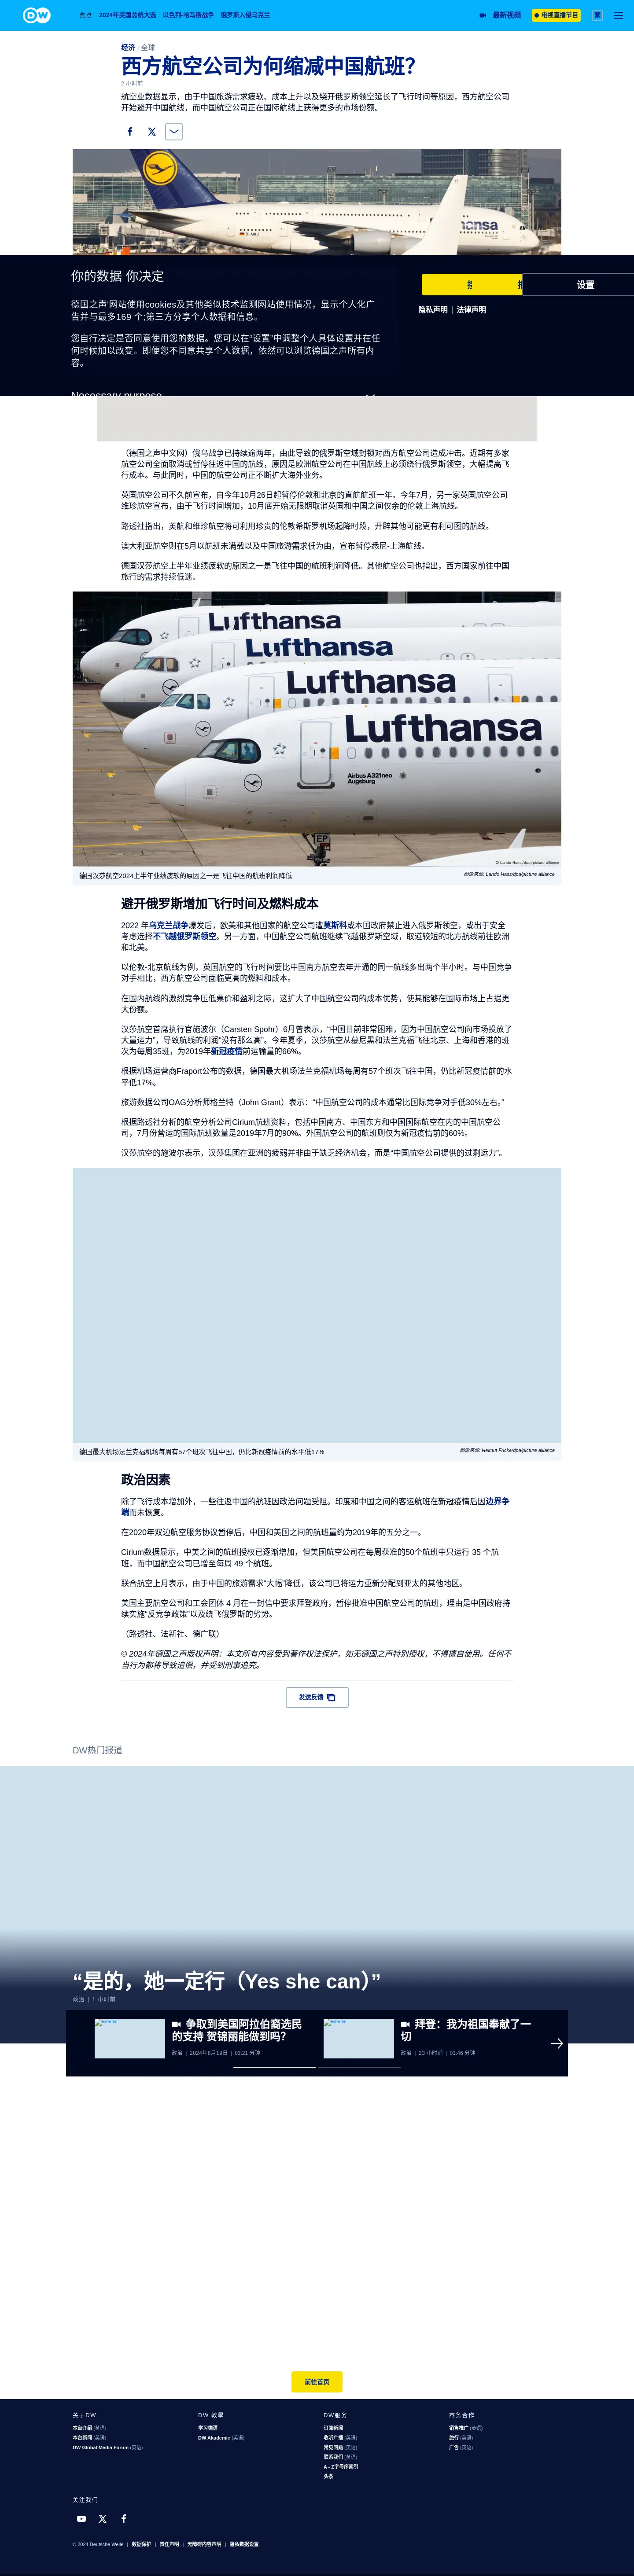 DW
焦点 2024年美国总统大选 以色列-哈马斯战争 俄罗斯入侵乌克兰
最新视频 电视直播节目 繁
经济 | 全球
西方航空公司为何缩减中国航班？
2 小时前
航空业数据显示，由于中国旅游需求疲软、成本上升以及绕开俄罗斯领空延长了飞行时间等原因，西方航空公司
开始避开中国航线，而中国航空公司正在国际航线上获得更多的市场份额。
你的数据 你决定
德国之声'网站使用cookies及其他类似技术监测网站使用情况，显示个人化广
告并与最多169 个;第三方分享个人数据和信息。
您自行决定是否同意使用您的数据。您可以在"设置"中调整个人具体设置并在任
何时候加以改变。即便您不同意共享个人数据，依然可以浏览德国之声所有内
容。
设置
隐私声明 | 法律声明
Necessary purpose
（德国之声中文网）俄乌战争已持续逾两年，由此导致的俄罗斯空域封锁对西方航空公司造成冲击。近期有多家
航空公司全面取消或暂停往返中国的航线，原因是欧洲航空公司在中国航线上必须绕行俄罗斯领空，大幅提高飞
行成本。与此同时，中国的航空公司正不断扩大海外业务。
英国航空公司不久前宣布，自今年10月26日起暂停伦敦和北京的直航航班一年。今年7月，另一家英国航空公司
维珍航空宣布，由于飞行时间增加，10月底开始无限期取消英国和中国之间仅余的伦敦上海航线。
路透社指出，英航和维珍航空将可利用珍贵的伦敦希斯罗机场起降时段，开辟其他可能更有利可图的航线。
澳大利亚航空则在5月以航班未满载以及中国旅游需求低为由，宣布暂停悉尼-上海航线。
德国汉莎航空上半年业绩疲软的原因之一是飞往中国的航班利润降低。其他航空公司也指出，西方国家前往中国
旅行的需求持续低迷。
Lufthansa
Lufthansa
Lufthansa
Lufthansa
Airbus A321neo
Augsburg
EP
© Lando Hass/dpa/picture alliance
德国汉莎航空2024上半年业绩疲软的原因之一是飞往中国的航班利润降低
图像来源: Lando Hass/dpa/picture alliance
避开俄罗斯增加飞行时间及燃料成本
2022 年乌克兰战争爆发后，欧美和其他国家的航空公司遭莫斯科或本国政府禁止进入俄罗斯领空，或出于安全
考虑选择不飞越俄罗斯领空。另一方面，中国航空公司航班继续飞越俄罗斯空域，取道较短的北方航线前往欧洲
和北美。
以伦敦-北京航线为例，英国航空的飞行时间要比中国南方航空去年开通的同一航线多出两个半小时。与中国竞争
对手相比，西方航空公司面临更高的燃料和成本。
在国内航线的激烈竞争压低票价和盈利之际，这扩大了中国航空公司的成本优势，使其能够在国际市场上占据更
大份额。
汉莎航空首席执行官施波尔（Carsten Spohr）6月曾表示，“中国目前非常困难，因为中国航空公司向市场投放了
大量运力”，导致航线的利润“没有那么高”。今年夏季，汉莎航空从慕尼黑和法兰克福飞往北京、上海和香港的班
次为每周35班，为2019年新冠疫情前运输量的66%。
根据机场运营商Fraport公布的数据，德国最大机场法兰克福机场每周有57个班次飞往中国，仍比新冠疫情前的水
平低17%。
旅游数据公司OAG分析师格兰特（John Grant）表示：“中国航空公司的成本通常比国际竞争对手低30%左右。”
根据路透社分析的航空分析公司Cirium航班资料，包括中国南方、中国东方和中国国际航空在内的中国航空公
司，7月份营运的国际航班数量是2019年7月的90%。外国航空公司的航班则仅为新冠疫情前的60%。
汉莎航空的施波尔表示，汉莎集团在亚洲的疲弱并非由于缺乏经济机会，而是“中国航空公司提供的过剩运力”。
德国最大机场法兰克福机场每周有57个班次飞往中国，仍比新冠疫情前的水平低17%
图像来源: Helmut Fricke/dpa/picture alliance
政治因素
除了飞行成本增加外，一些往返中国的航班因政治问题受阻。印度和中国之间的客运航班在新冠疫情后因边界争
端而未恢复。
在2020年双边航空服务协议暂停后，中国和美国之间的航班量约为2019年的五分之一。
Cirium数据显示，中美之间的航班授权已逐渐增加，但美国航空公司在每周获准的50个航班中只运行 35 个航
班，而中国航空公司已增至每周 49 个航班。
联合航空上月表示，由于中国的旅游需求“大幅”降低，该公司已将运力重新分配到亚太的其他地区。
美国主要航空公司和工会团体 4 月在一封信中要求拜登政府，暂停批准中国航空公司的航班，理由是中国政府持
续实施“反竞争政策”以及绕飞俄罗斯的劣势。
（路透社、法新社、德广联）
© 2024年德国之声版权声明：本文所有内容受到著作权法保护，如无德国之声特别授权，不得擅自使用。任何不
当行为都将导致追偿，并受到刑事追究。
发送反馈
DW热门报道
“是的，她一定行（Yes she can）”
政治 | 1 小时前
争取到美国阿拉伯裔选民
的支持 贺锦丽能做到吗？
政治 | 2024年8月19日 | 03:21 分钟
拜登：我为祖国奉献了一
切
政治 | 23 小时前 | 01:46 分钟
前往首页
关于DW
本台介绍 (英语)
本台新闻 (英语)
DW Global Media Forum (英语)
DW 教学
学习德语
DW Akademie (英语)
DW服务
订阅新闻
收听广播 (英语)
常见问题 (英语)
联系我们 (英语)
A - Z字母序索引
头条
商务合作
销售推广 (英语)
旅行 (英语)
广告 (英语)
关注我们
© 2024 Deutsche Welle | 数据保护 | 责任声明 | 无障碍内容声明 | 隐私数据设置